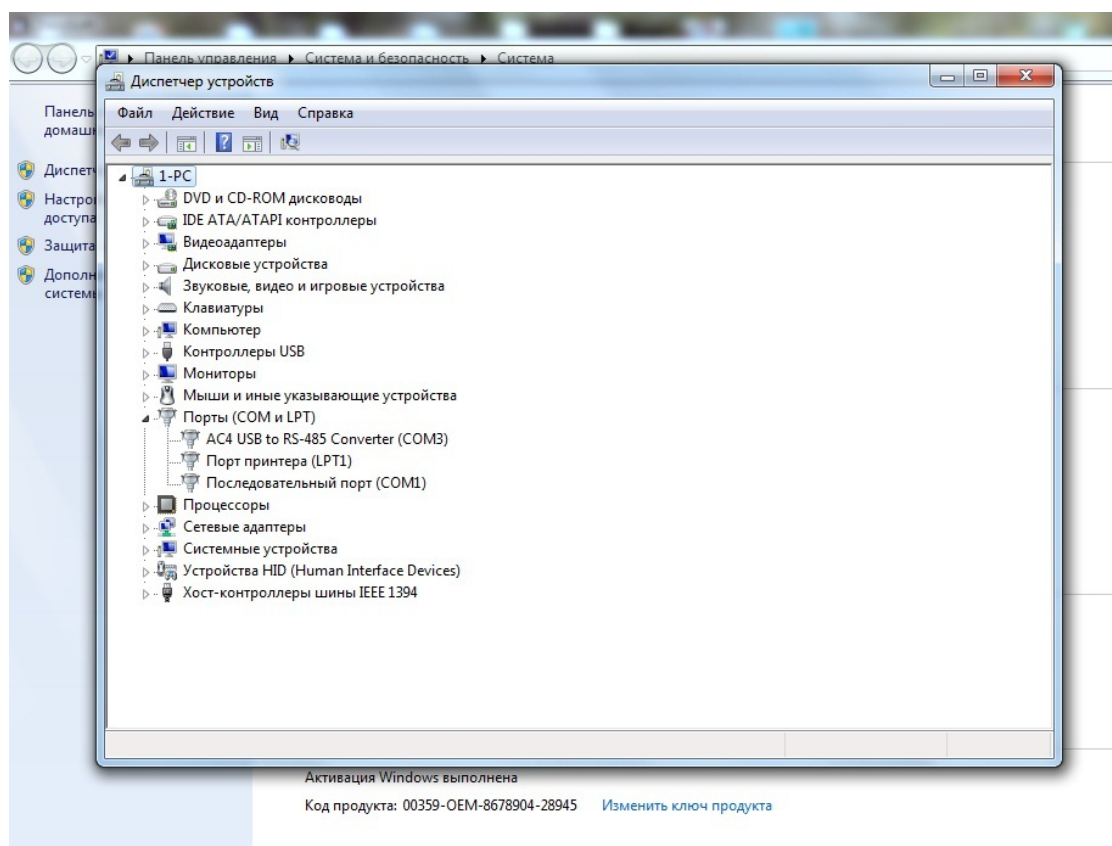 Панель управления ▸ Система и безопасность ▸ Система
Диспетчер устройств
Файл Действие Вид Справка
Панель
домашн
Диспетч
Настрой
доступа
Защита
Дополн
системы
1-PC
DVD и CD-ROM дисководы
IDE ATA/ATAPI контроллеры
Видеоадаптеры
Дисковые устройства
Звуковые, видео и игровые устройства
Клавиатуры
Компьютер
Контроллеры USB
Мониторы
Мыши и иные указывающие устройства
Порты (COM и LPT)
AC4 USB to RS-485 Converter (COM3)
Порт принтера (LPT1)
Последовательный порт (COM1)
Процессоры
Сетевые адаптеры
Системные устройства
Устройства HID (Human Interface Devices)
Хост-контроллеры шины IEEE 1394
Активация Windows выполнена
Код продукта: 00359-OEM-8678904-28945 Изменить ключ продукта